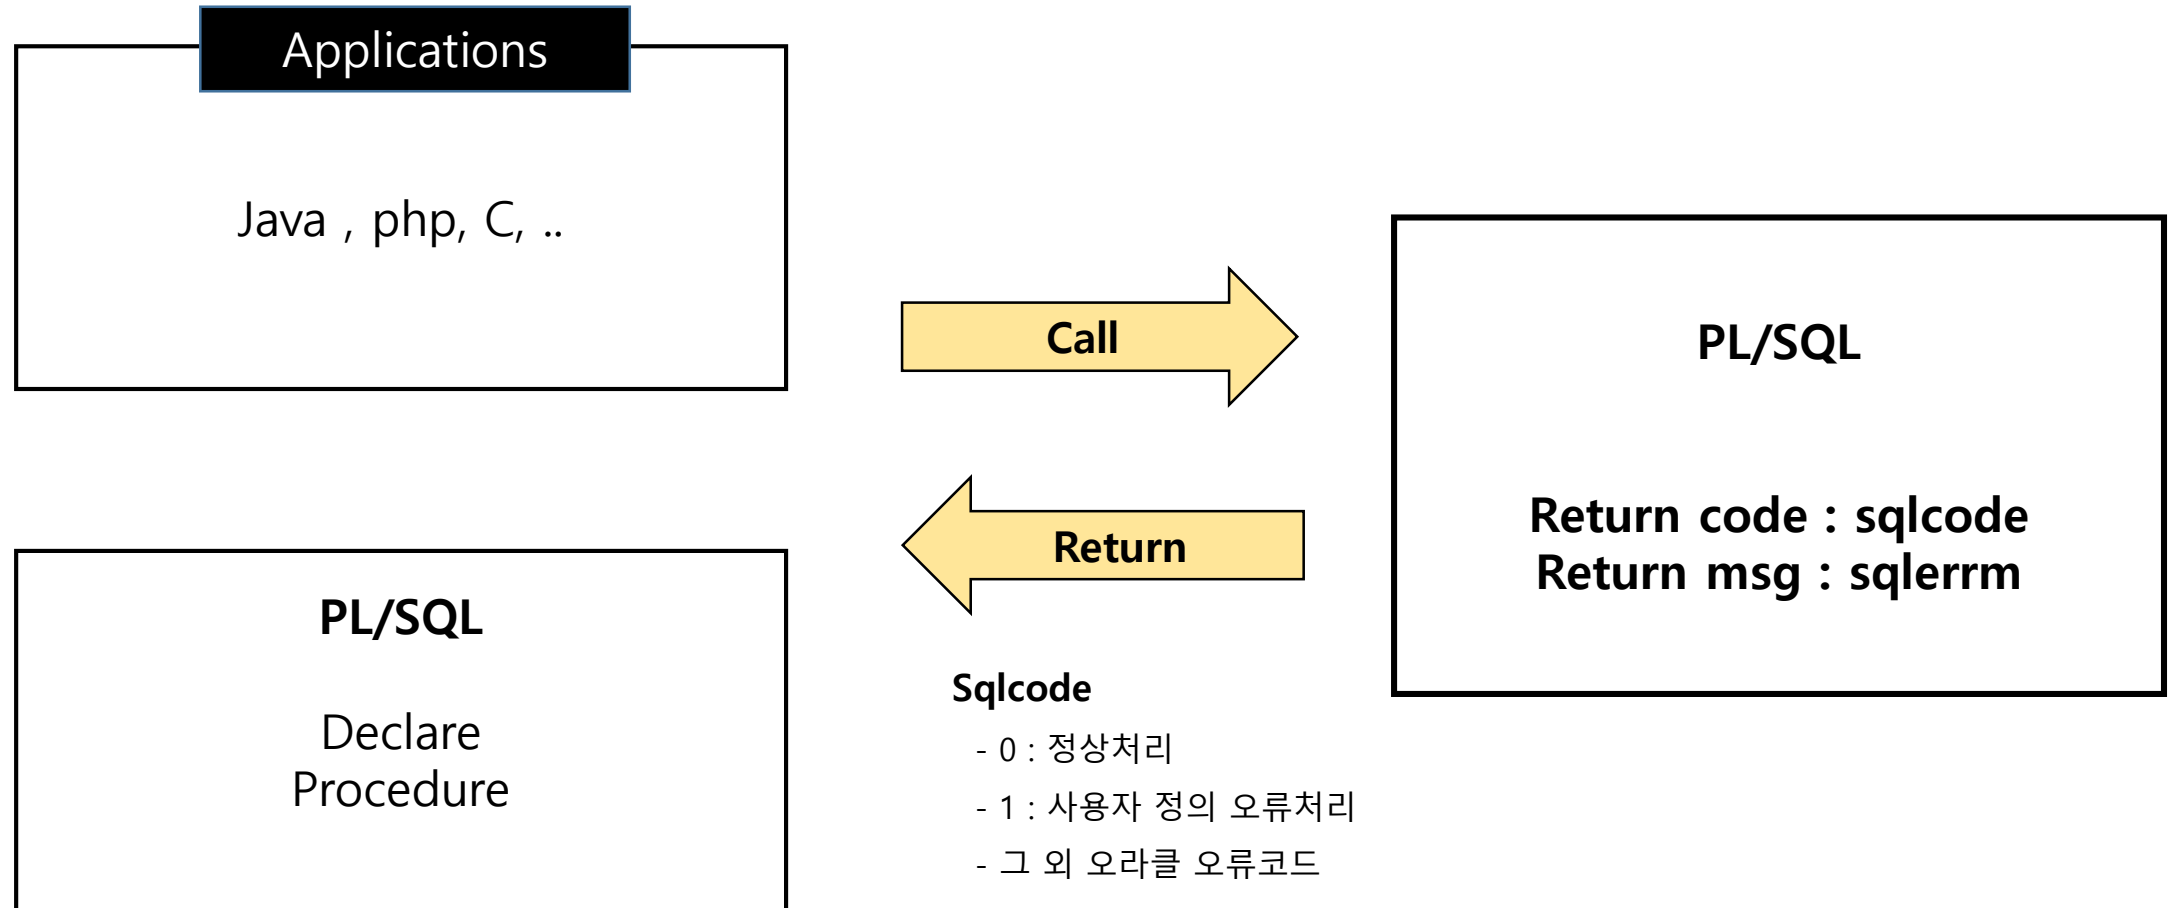 Applications
Java , php, C, ..
Call
PL/SQL
Return code : sqlcode
Return msg : sqlerrm
Return
PL/SQL
Declare
Procedure
Sqlcode
- 0 : 정상처리
- 1 : 사용자 정의 오류처리
- 그 외 오라클 오류코드